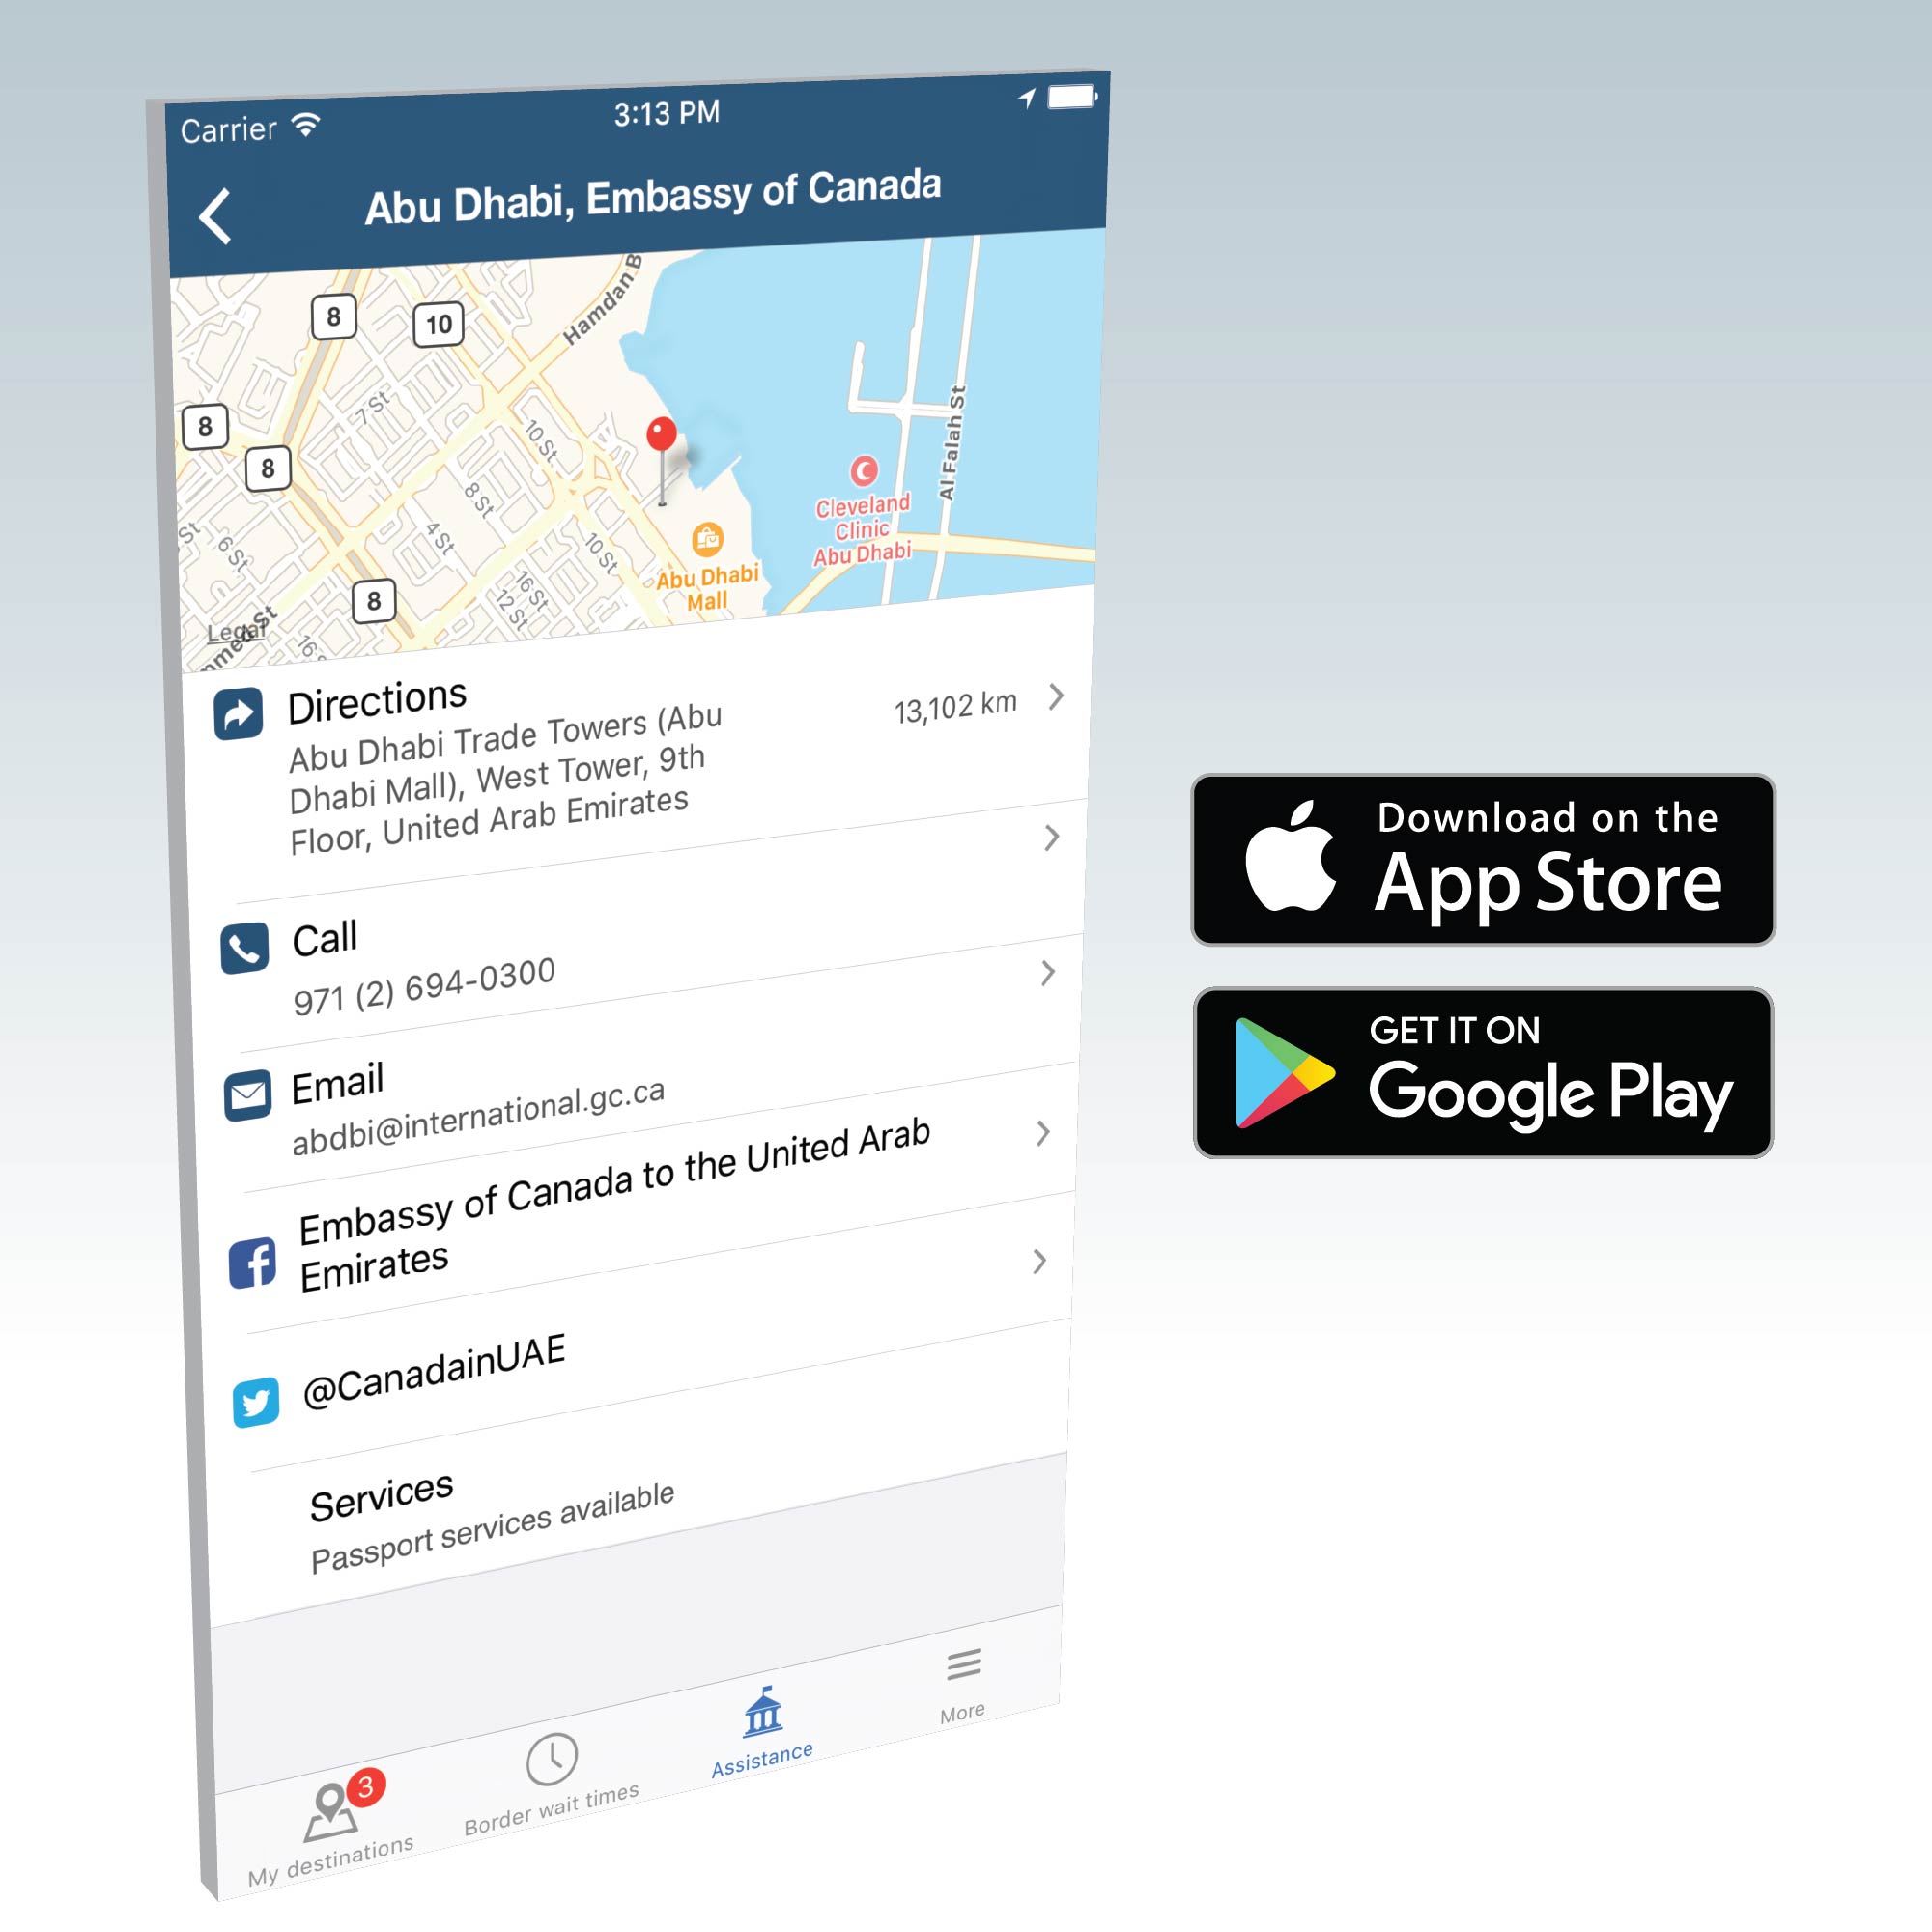 Carrier
3:13 PM
Abu Dhabi, Embassy of Canada
Hamdan B
8
10
8
7 St
8
10 St
Al Falah St
8 St
Cleveland
Clinic
Abu Dhabi
St
6 St
4 St
10 St
Abu Dhabi
Mall
16 St
12 St
8
Legal
St
16
Directions
Abu Dhabi Trade Towers (Abu
Dhabi Mall), West Tower, 9th
Floor, United Arab Emirates
13,102 km
Call
971 (2) 694-0300
Email
abdbi@international.gc.ca
Embassy of Canada to the United Arab
Emirates
@CanadainUAE
Services
Passport services available
3
My destinations
Border wait times
Assistance
More
Download on the
App Store
GET IT ON
Google Play